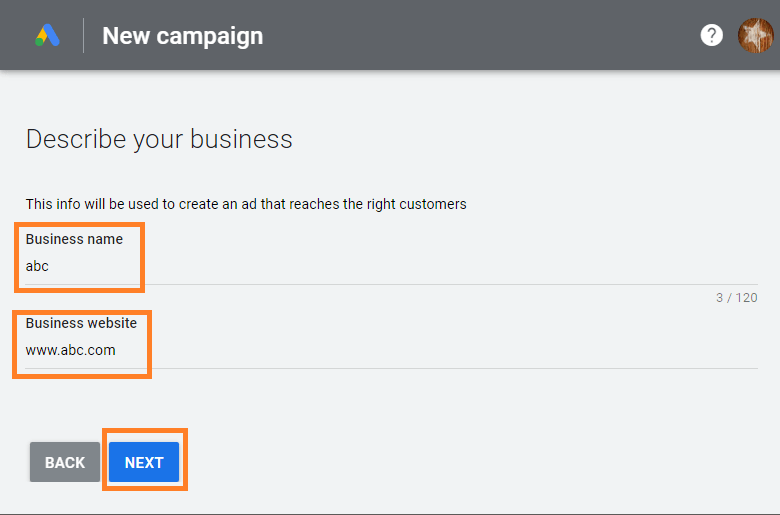 New campaign
?
Describe your business
This info will be used to create an ad that reaches the right customers
Business name
abc
3 / 120
Business website
www.abc.com
BACK NEXT